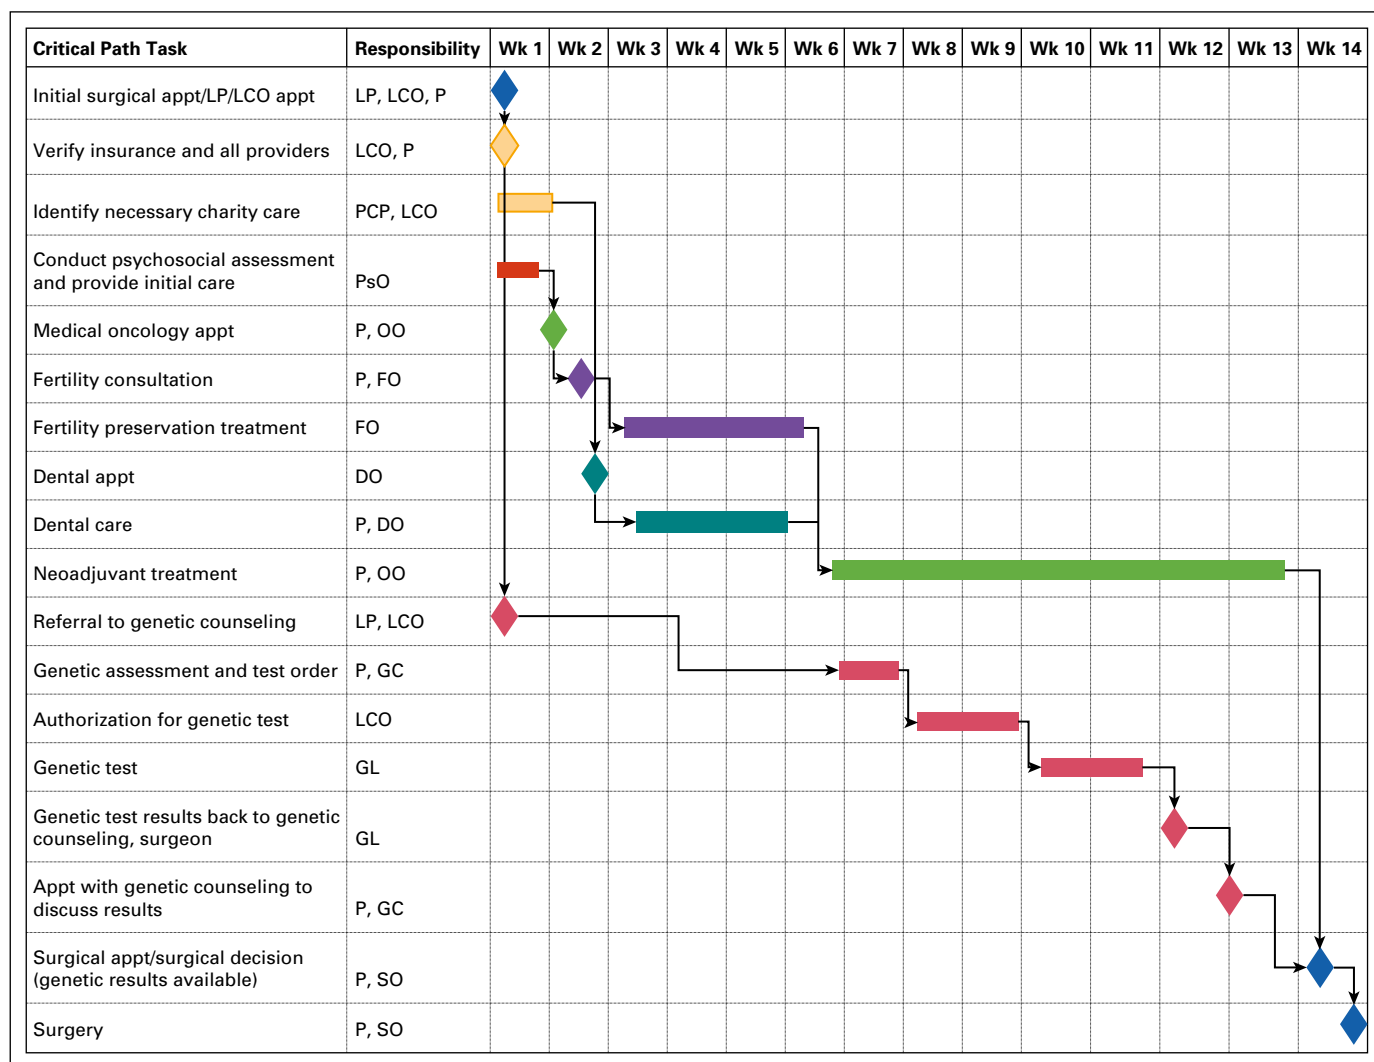 Critical Path Task Responsibility Wk 1 Wk 2 Wk 3 Wk 4 Wk 5 Wk 6 Wk 7 Wk 8 Wk 9 Wk 10 Wk 11 Wk 12 Wk 13 Wk 14
Initial surgical appt/LP/LCO appt LP, LCO, P
Verify insurance and all providers LCO, P
Identify necessary charity care PCP, LCO
Conduct psychosocial assessment
and provide initial care PsO
Medical oncology appt P, OO
Fertility consultation P, FO
Fertility preservation treatment FO
Dental appt DO
Dental care P, DO
Neoadjuvant treatment P, OO
Referral to genetic counseling LP, LCO
Genetic assessment and test order P, GC
Authorization for genetic test LCO
Genetic test GL
Genetic test results back to genetic
counseling, surgeon GL
Appt with genetic counseling to
discuss results P, GC
Surgical appt/surgical decision
(genetic results available) P, SO
Surgery P, SO